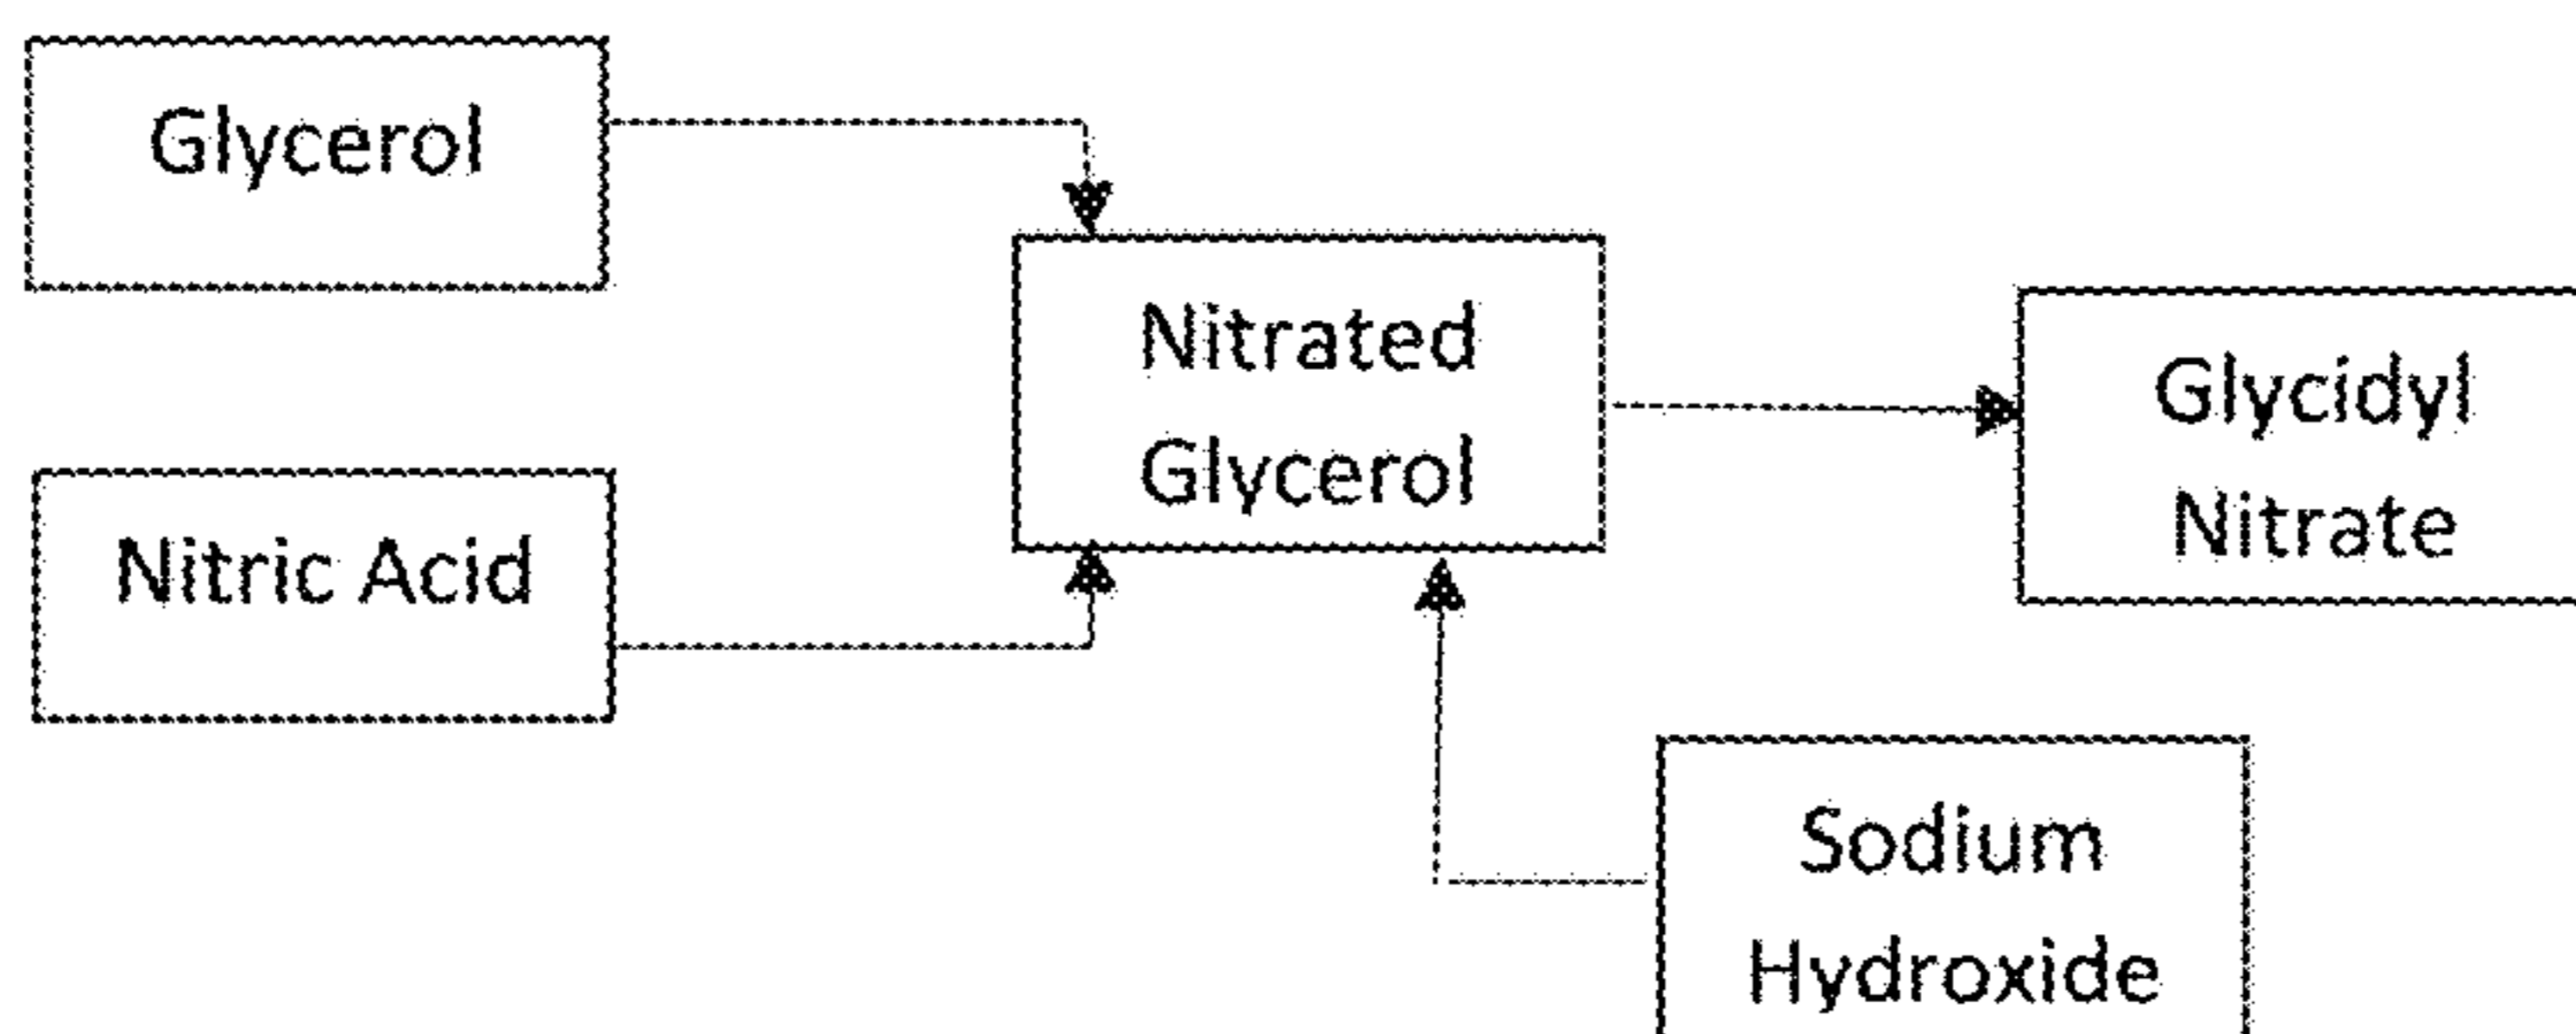 Glycerol
Nitrated
Glycerol
Glycidyl
Nitrate
Nitric Acid
Sodium
Hydroxide